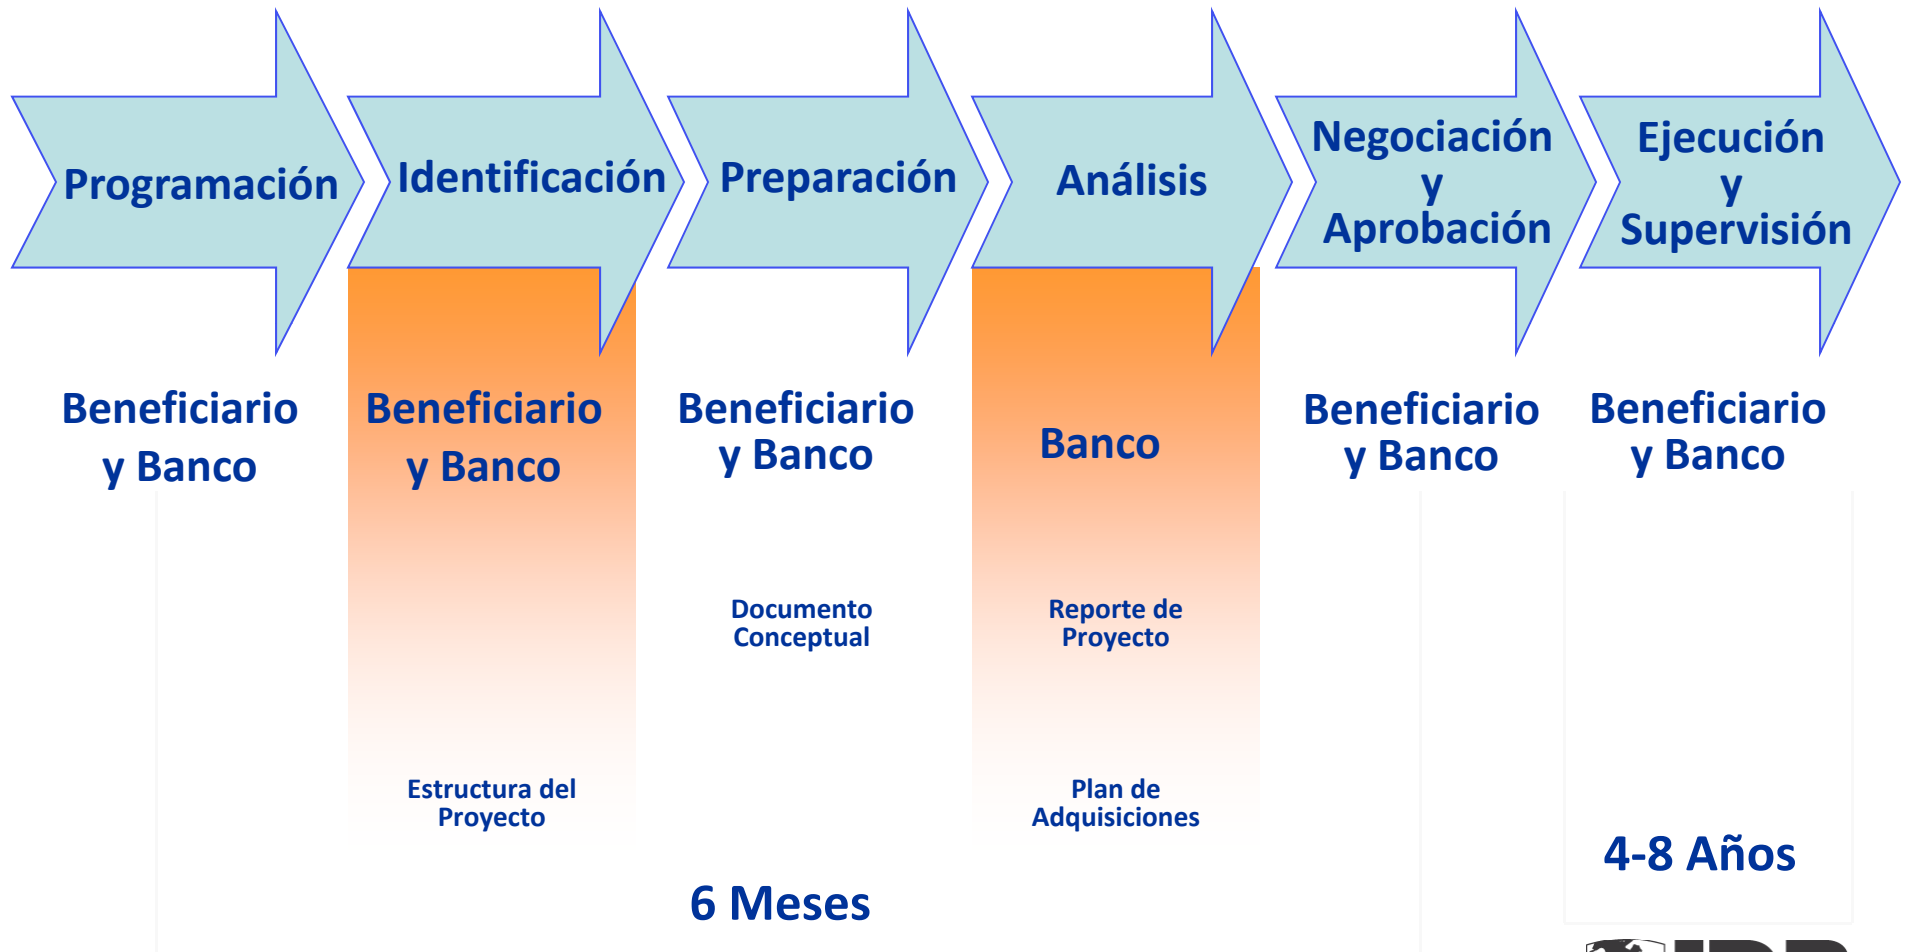 Programación
Identificación
Preparación
Análisis
Negociación
y
Aprobación
Ejecución
y
Supervisión
Beneficiario
y Banco
Beneficiario
y Banco
Beneficiario
y Banco
Banco
Beneficiario
y Banco
Beneficiario
y Banco
Documento
Conceptual
Reporte de
Proyecto
Estructura del
Proyecto
Plan de
Adquisiciones
4-8 Años
6 Meses